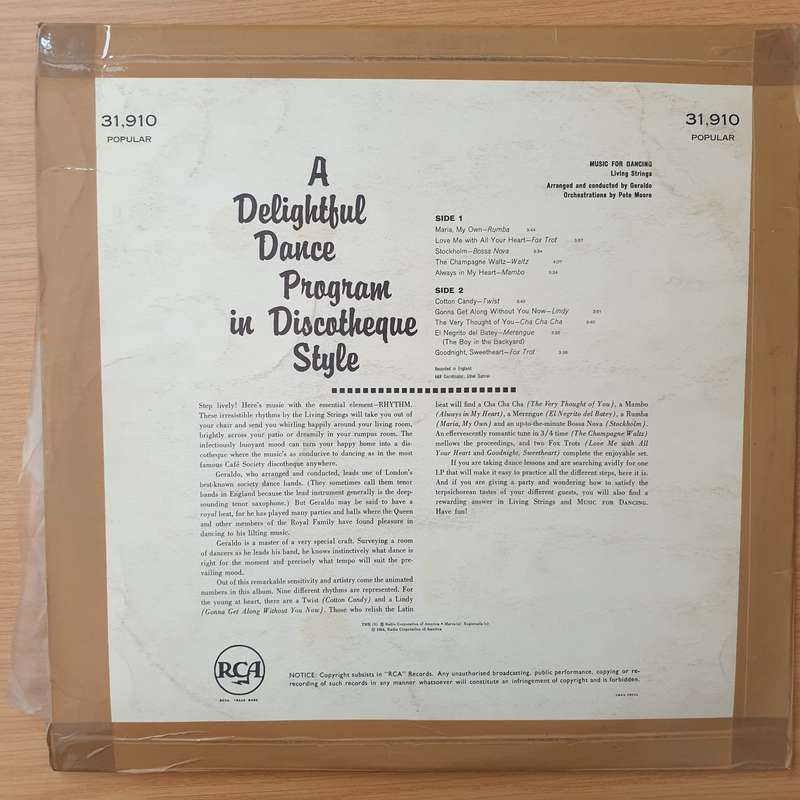 31,910
POPULAR
31,910
POPULAR
A
Delightful
Dance
Program
in Discotheque
Style
MUSIC FOR DANCING
Living Strings
Arranged and conducted by Geraldo
Orchestrations by Pete Moore
SIDE 1
Maria, My Own—Rumba
Love Me with All Your Heart—Fox Trot
Stockholm—Bossa Nova
The Champagne Waltz—Waltz
Always in My Heart—Mambo
SIDE 2
Cotton Candy—Twist
Gonna Get Along Without You Now—Lindy
The Very Thought of You—Cha Cha Cha
El Negrito del Batey—Merengue
(The Boy in the Backyard)
Goodnight, Sweetheart—Fox Trot
Recorded in England
Step lively! Here's music with the essential element—RHYTHM.
These irresistible rhythms by the Living Strings will take you out of
your chair and send you whirling happily around your living room,
brightly across your patio or dreamily in your rumpus room. The
infectiously buoyant mood can turn your happy home into a dis-
cotheque where the music's as conducive to dancing as in the most
famous Café Society discotheque anywhere.
Geraldo, who arranged and conducted, leads one of London's
best-known society dance bands. (They sometimes call them tenor
bands in England because the lead instrument generally is the deep-
sounding tenor saxophone.) But Geraldo may be said to have a
royal beat, for he has played many parties and balls where the Queen
and other members of the Royal Family have found pleasure in
dancing to his lilting music.
Geraldo is a master of a very special craft. Surveying a room
of dancers as he leads his band, he knows instinctively what dance is
right for the moment and precisely what tempo will suit the pre-
vailing mood.
Out of this remarkable sensitivity and artistry come the animated
numbers in this album. Nine different rhythms are represented. For
the young at heart, there are a Twist (Cotton Candy) and a Lindy
(Gonna Get Along Without You Now). Those who relish the Latin
beat will find a Cha Cha Cha (The Very Thought of You), a Mambo
(Always in My Heart), a Merengue (El Negrito del Batey), a Rumba
(Maria, My Own) and an up-to-the-minute Bossa Nova (Stockholm).
An effervescently romantic tune in 3/4 time (The Champagne Waltz)
mellows the proceedings, and two Fox Trots (Love Me with All
Your Heart and Goodnight, Sweetheart) complete the enjoyable set.
If you are taking dance lessons and are searching avidly for one
LP that will make it easy to practice all the different steps, here it is.
And if you are giving a party and wondering how to satisfy the
terpsichorean tastes of your different guests, you will also find a
rewarding answer in Living Strings and MUSIC FOR DANCING.
Have fun!
TMK (S) ® Radio Corporation of America • Marca(s) Registrada(s)
© 1964, Radio Corporation of America
RCA
NOTICE: Copyright subsists in "RCA" Records. Any unauthorised broadcasting, public performance, copying or re-
recording of such records in any manner whatsoever will constitute an infringement of copyright and is forbidden.